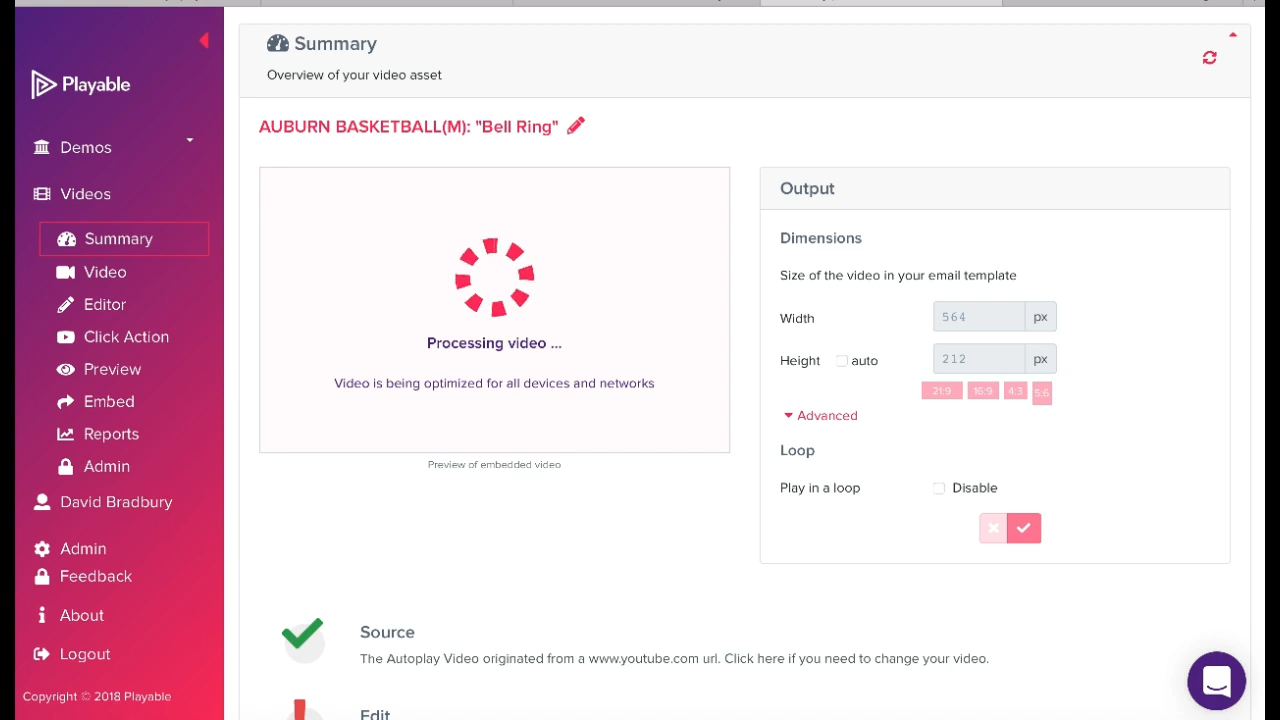 Summary
Overview of your video asset
Playable
AUBURN BASKETBALL(M): "Bell Ring"
Demos
Videos
Summary
Video
Editor
Click Action
Preview
Embed
Reports
Admin
David Bradbury
Admin
Feedback
About
Logout
Copyright © 2018 Playable
Processing video ...
Video is being optimized for all devices and networks
Preview of embedded video
Output
Dimensions
Size of the video in your email template
Width 564 px
Height auto 212 px
21:9 16:9 4:3 5:6
Advanced
Loop
Play in a loop Disable
Source
The Autoplay Video originated from a www.youtube.com url. Click here if you need to change your video.
Edit